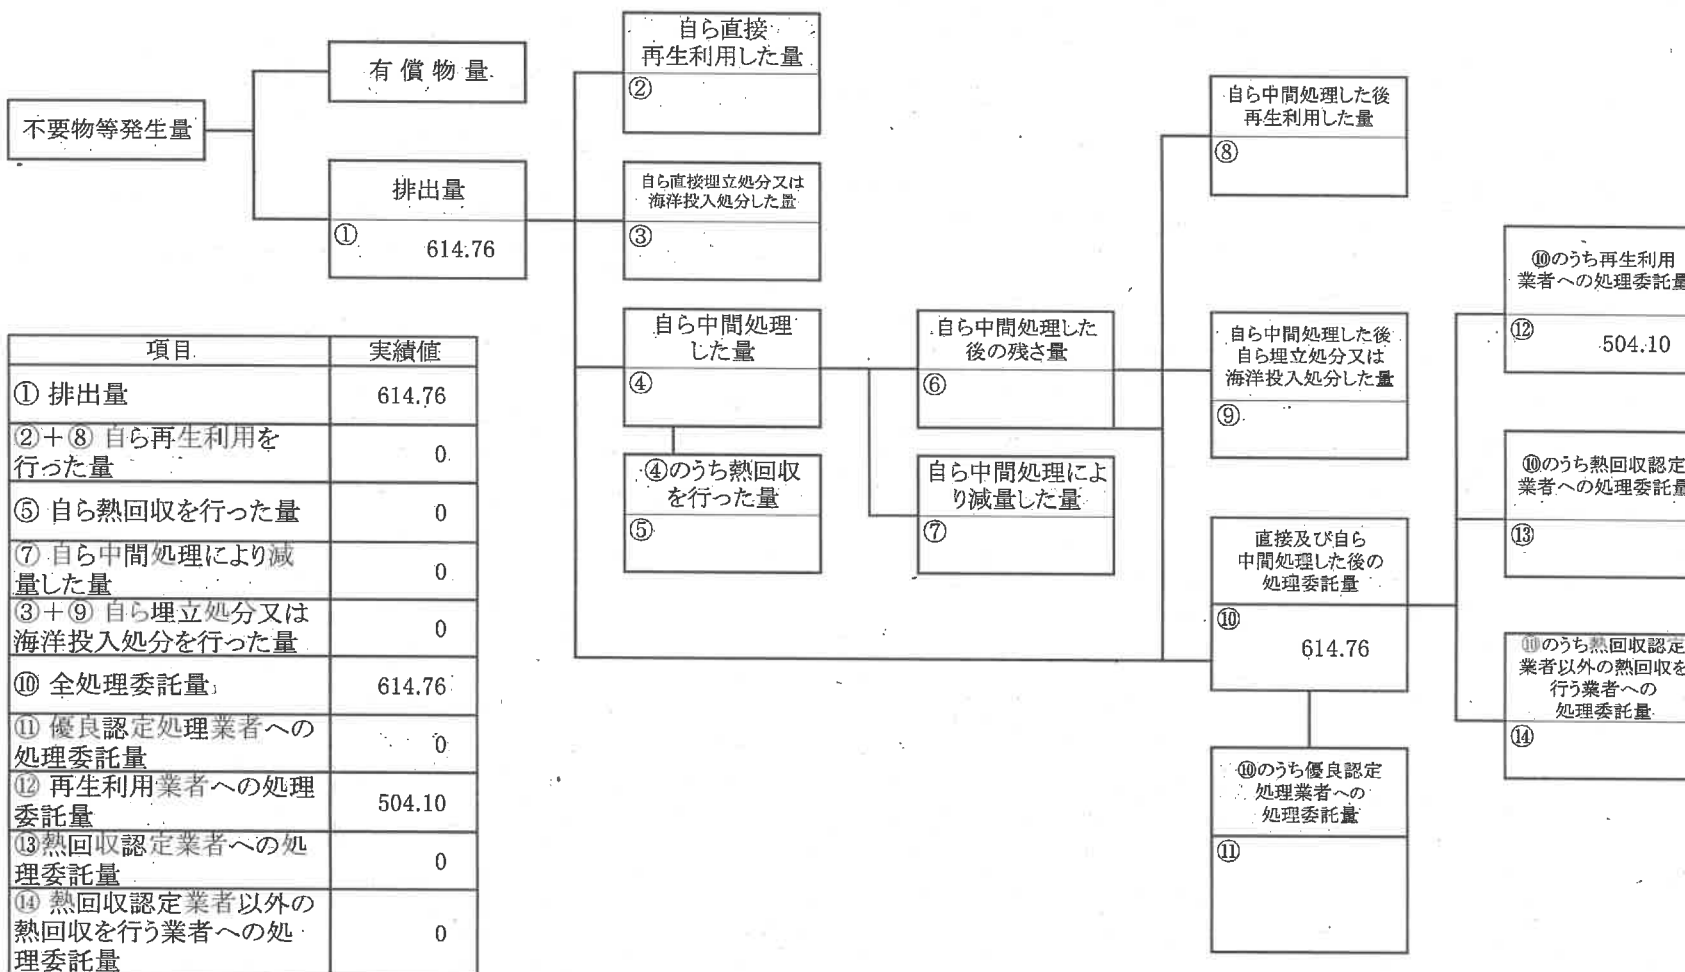 不要物等発生量
有償物量
排出量
①
614.76
自ら直接
再生利用した量
②
自ら直接埋立処分又は
海洋投入処分した量
③
自ら中間処理
した量
④
④のうち熱回収
を行った量
⑤
自ら中間処理した
後の残さ量
⑥
自ら中間処理によ
り減量した量
⑦
自ら中間処理した後
再生利用した量
⑧
自ら中間処理した後
自ら埋立処分又は
海洋投入処分した量
⑨
直接及び自ら
中間処理した後の
処理委託量
⑩
614.76
⑩のうち優良認定
処理業者への
処理委託量
⑪
⑩のうち再生利用
業者への処理委託量
⑫
504.10
⑩のうち熱回収認定
業者への処理委託量
⑬
⑩のうち熱回収認定
業者以外の熱回収を
行う業者への
処理委託量
⑭
項目 実績値
① 排出量 614.76
②+⑧ 自ら再生利用を
行った量 0
⑤ 自ら熱回収を行った量 0
⑦ 自ら中間処理により減
量した量 0
③+⑨ 自ら埋立処分又は
海洋投入処分を行った量 0
⑩ 全処理委託量 614.76
⑪ 優良認定処理業者への
処理委託量 0
⑫ 再生利用業者への処理
委託量 504.10
⑬熱回収認定業者への処
理委託量 0
⑭ 熱回収認定業者以外の
熱回収を行う業者への処
理委託量 0